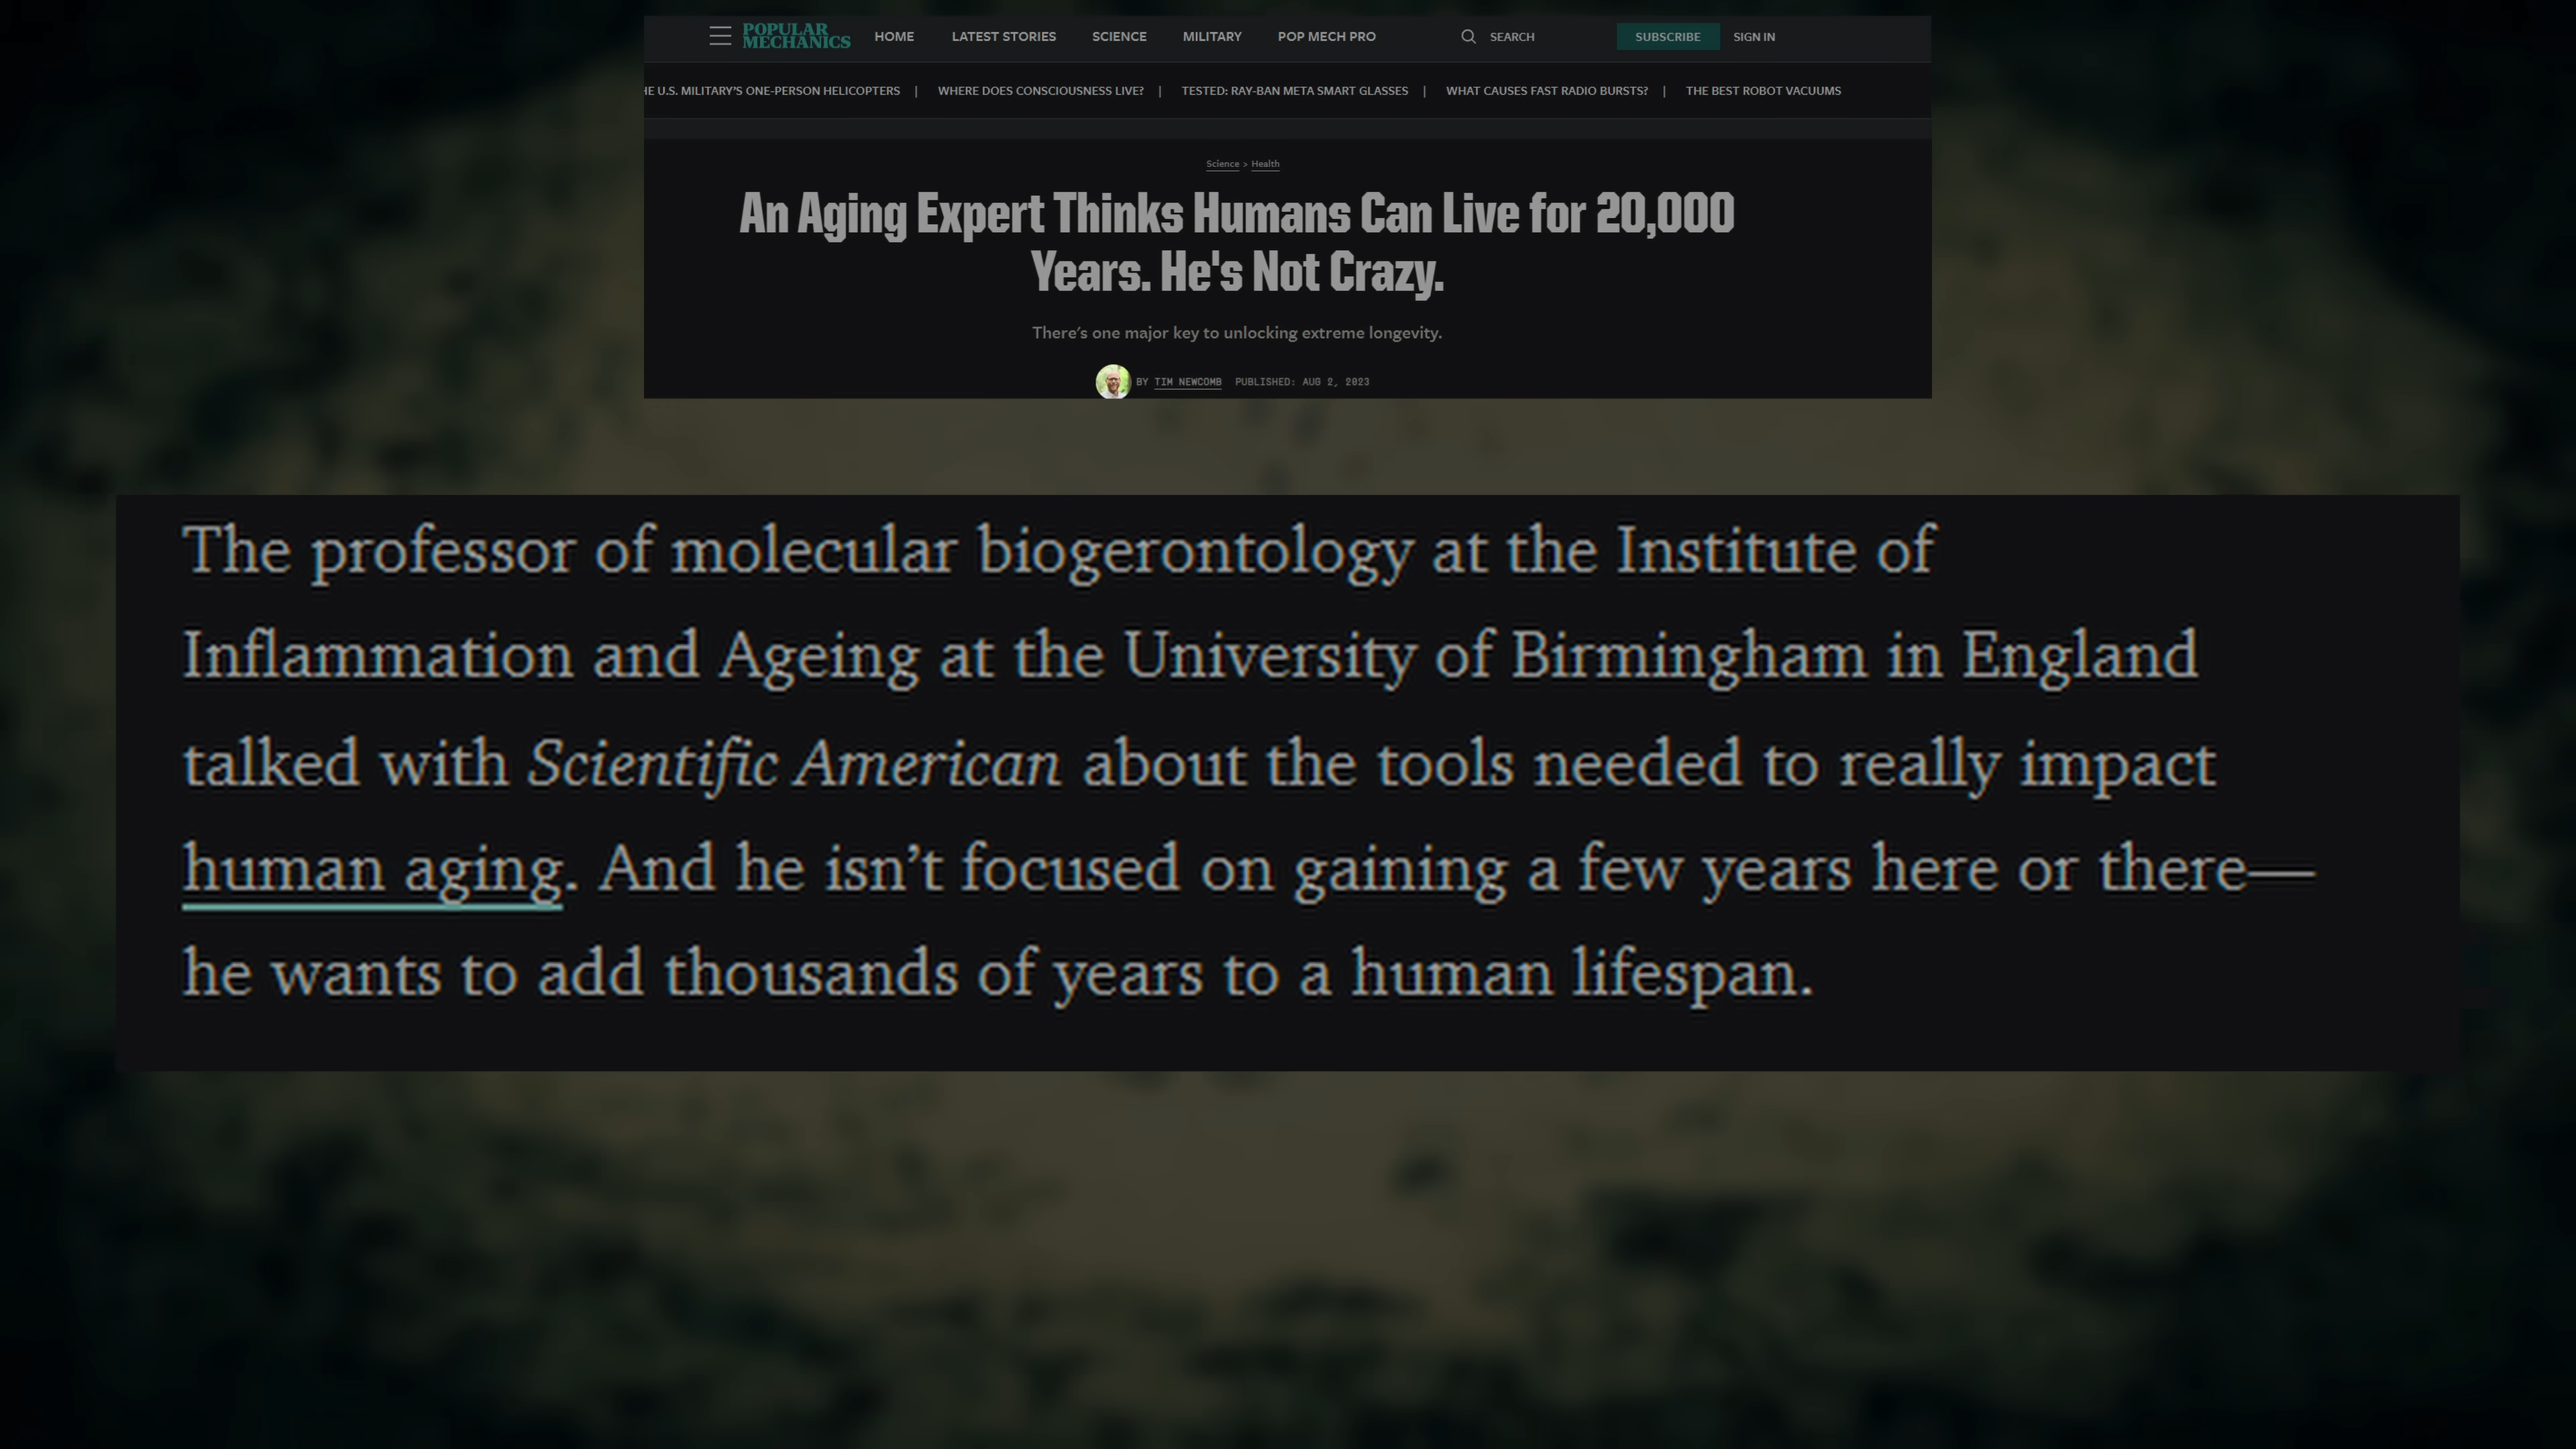 POPULAR
MECHANICS
HOME LATEST STORIES SCIENCE MILITARY POP MECH PRO SEARCH SUBSCRIBE SIGN IN
HE U.S. MILITARY'S ONE-PERSON HELICOPTERS | WHERE DOES CONSCIOUSNESS LIVE? | TESTED: RAY-BAN META SMART GLASSES | WHAT CAUSES FAST RADIO BURSTS? | THE BEST ROBOT VACUUMS
Science > Health
An Aging Expert Thinks Humans Can Live for 20,000
Years. He's Not Crazy.
There's one major key to unlocking extreme longevity.
BY TIM NEWCOMB PUBLISHED: AUG 2, 2023
The professor of molecular biogerontology at the Institute of
Inflammation and Ageing at the University of Birmingham in England
talked with Scientific American about the tools needed to really impact
human aging. And he isn’t focused on gaining a few years here or there—
he wants to add thousands of years to a human lifespan.